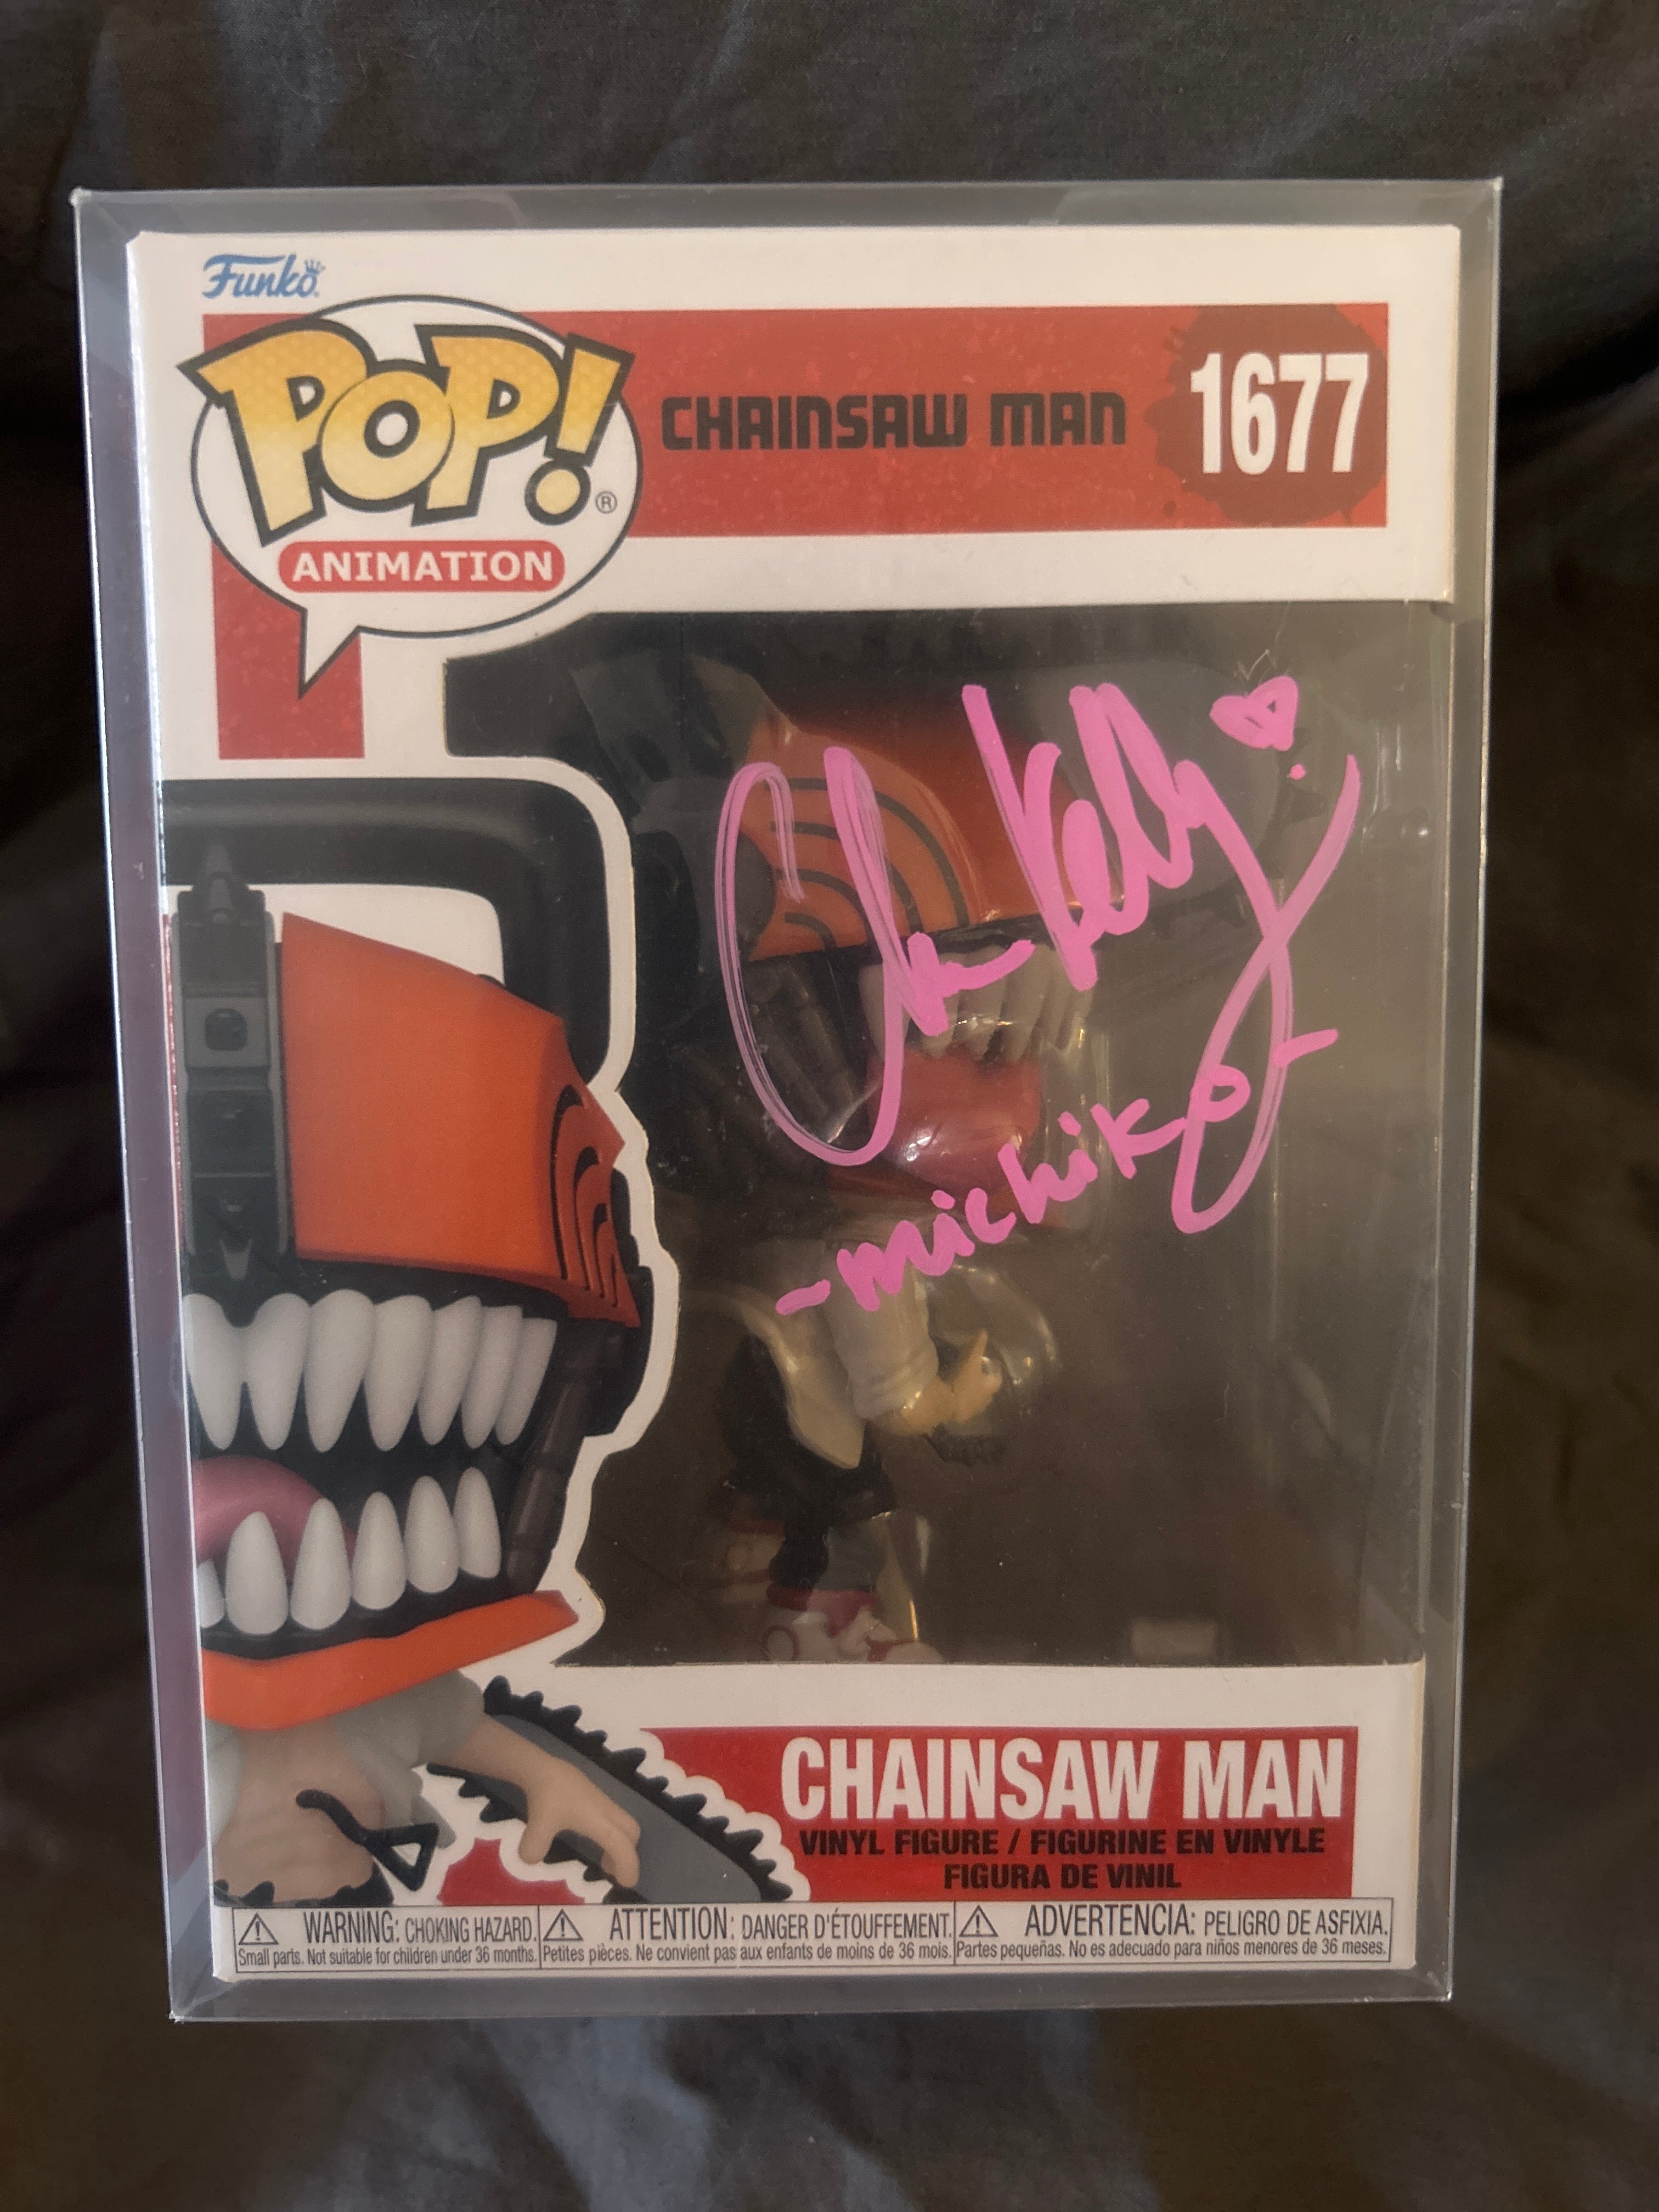 Funko
POP!®
ANIMATION
CHAINSAW MAN
1677
Kelly
-michiko-
CHAINSAW MAN
VINYL FIGURE / FIGURINE EN VINYLE
FIGURA DE VINIL
WARNING: CHOKING HAZARD.
Small parts. Not suitable for children under 36 months.
ATTENTION: DANGER D'ÉTOUFFEMENT.
Petites pièces. Ne convient pas aux enfants de moins de 36 mois.
ADVERTENCIA: PELIGRO DE ASFIXIA.
Partes pequeñas. No es adecuado para niños menores de 36 meses.